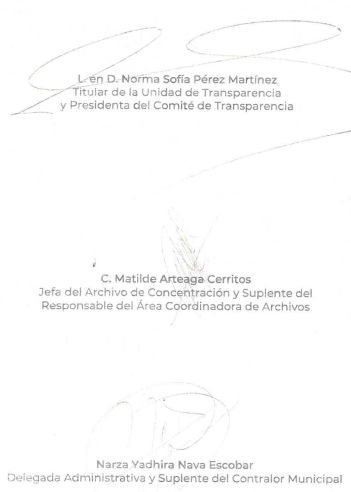 L. en D. Norma Sofía Pérez Martínez
Titular de la Unidad de Transparencia
y Presidenta del Comité de Transparencia
C. Matilde Arteaga Cerritos
Jefa del Archivo de Concentración y Suplente del
Responsable del Área Coordinadora de Archivos
Narza Yadhira Nava Escobar
Delegada Administrativa y Suplente del Contralor Municipal